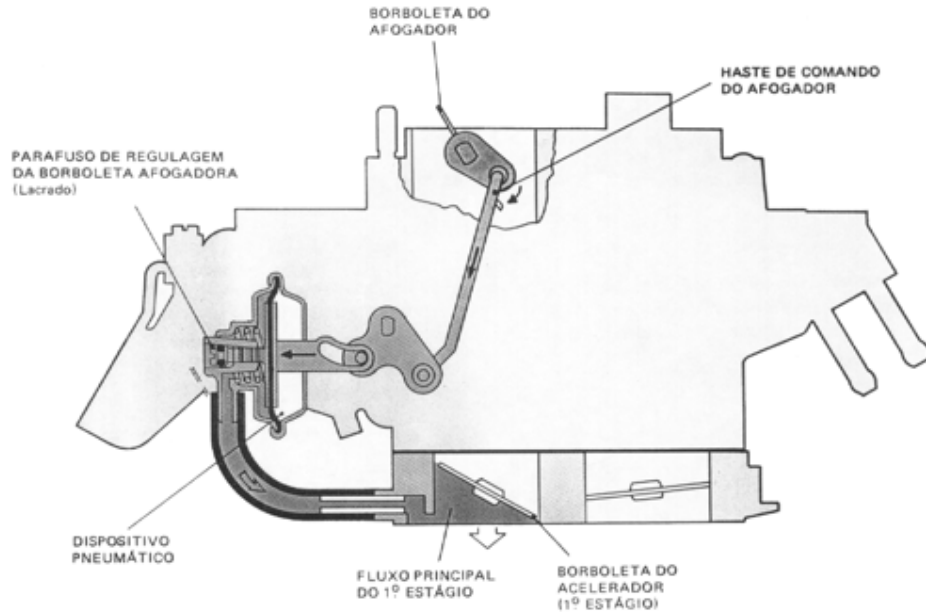 BORBOLETA DO
AFOGADOR
HASTE DE COMANDO
DO AFOGADOR
PARAFUSO DE REGULAGEM
DA BORBOLETA AFOGADORA
(Lacrado)
DISPOSITIVO
PNEUMÁTICO
FLUXO PRINCIPAL
DO 1º ESTÁGIO
BORBOLETA DO
ACELERADOR
(1º ESTÁGIO)